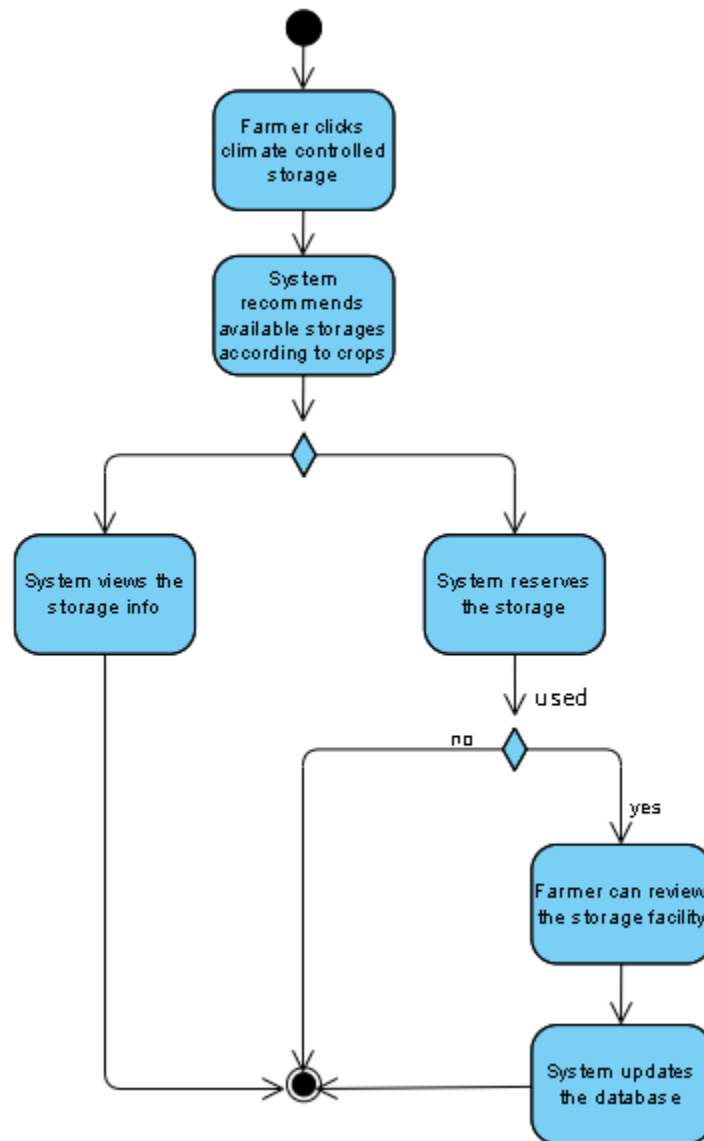 Farmer clicks
climate controlled
storage
System
recommends
available storages
according to crops
System views the
storage info
System reserves
the storage
used
no
yes
Farmer can review
the storage facility
System updates
the database